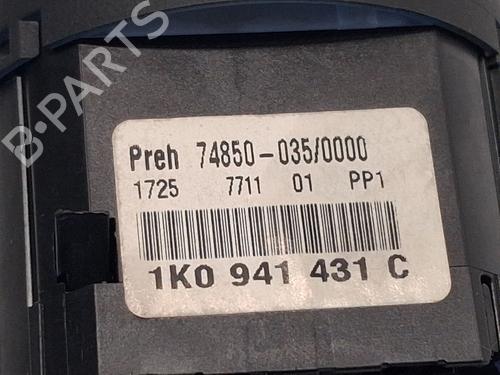 B-PARTS
Preh 74850-035/0000
1725 7711 01 PP1
1K0 941 431 C